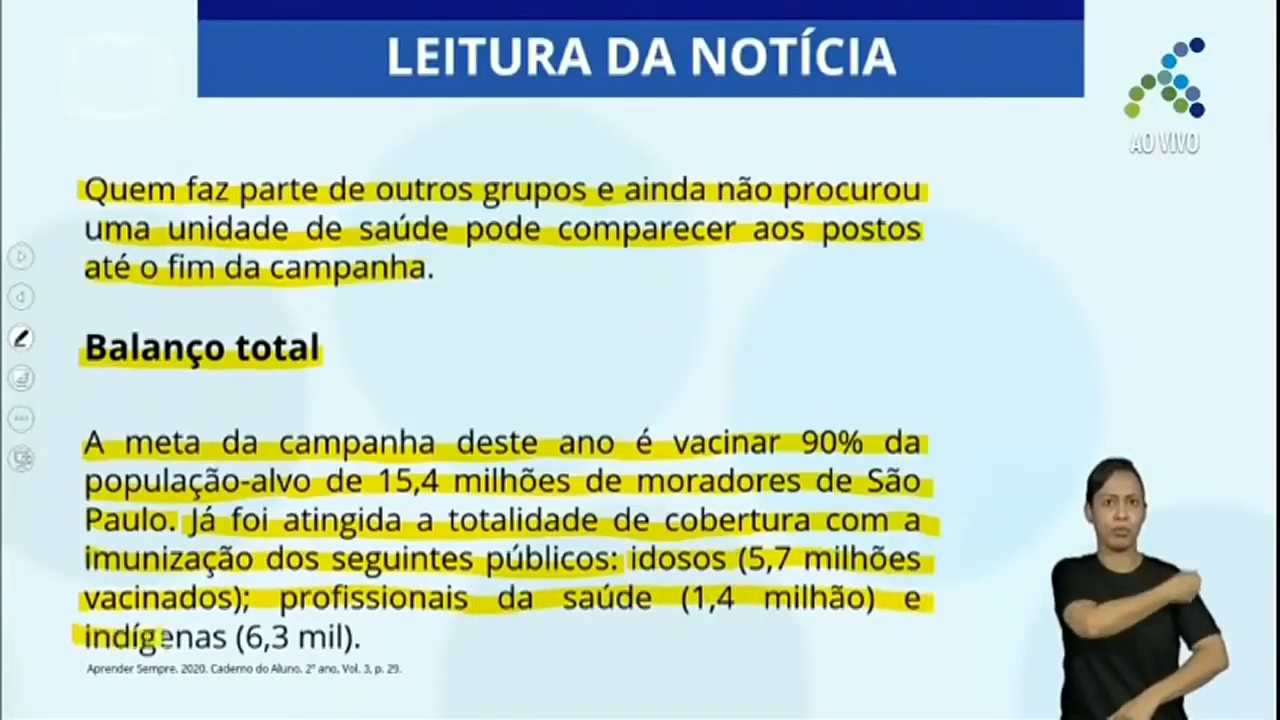 LEITURA DA NOTÍCIA
AO VIVO
Quem faz parte de outros grupos e ainda não procurou
uma unidade de saúde pode comparecer aos postos
até o fim da campanha.
Balanço total
A meta da campanha deste ano é vacinar 90% da
população-alvo de 15,4 milhões de moradores de São
Paulo. Já foi atingida a totalidade de cobertura com a
imunização dos seguintes públicos: idosos (5,7 milhões
vacinados); profissionais da saúde (1,4 milhão) e
indígenas (6,3 mil).
Aprender Sempre. 2020. Caderno do Aluno. 2º ano, Vol. 3, p. 29.